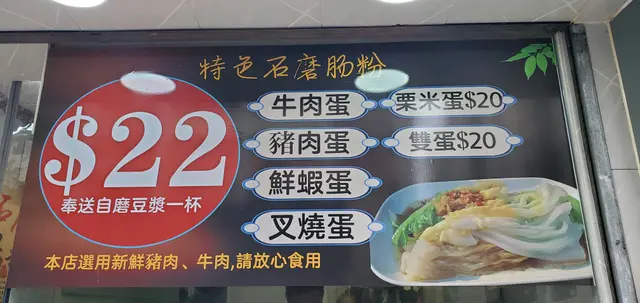 特色石磨肠粉
$22
奉送自磨豆漿一杯
牛肉蛋
豬肉蛋
鮮蝦蛋
叉燒蛋
栗米蛋$20
雙蛋$20
本店選用新鮮豬肉、牛肉,請放心食用